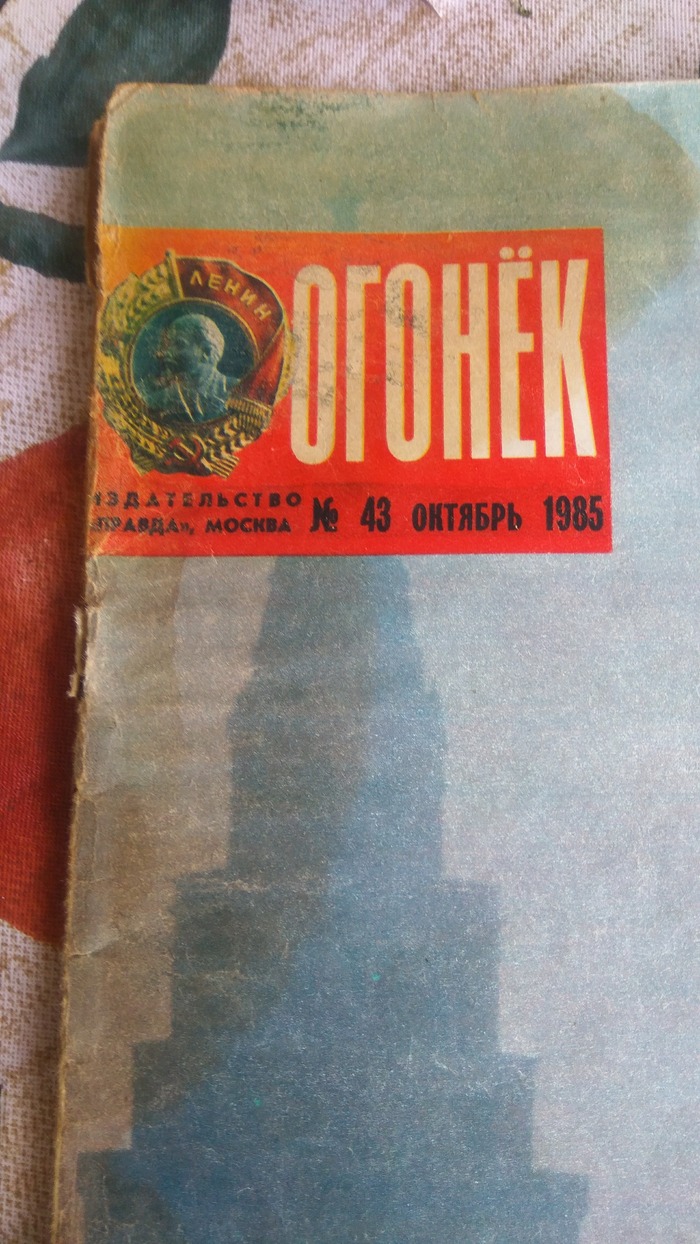 ЛЕНИН
ОГОНЁК
ИЗДАТЕЛЬСТВО
«ПРАВДА», МОСКВА
№ 43 ОКТЯБРЬ 1985